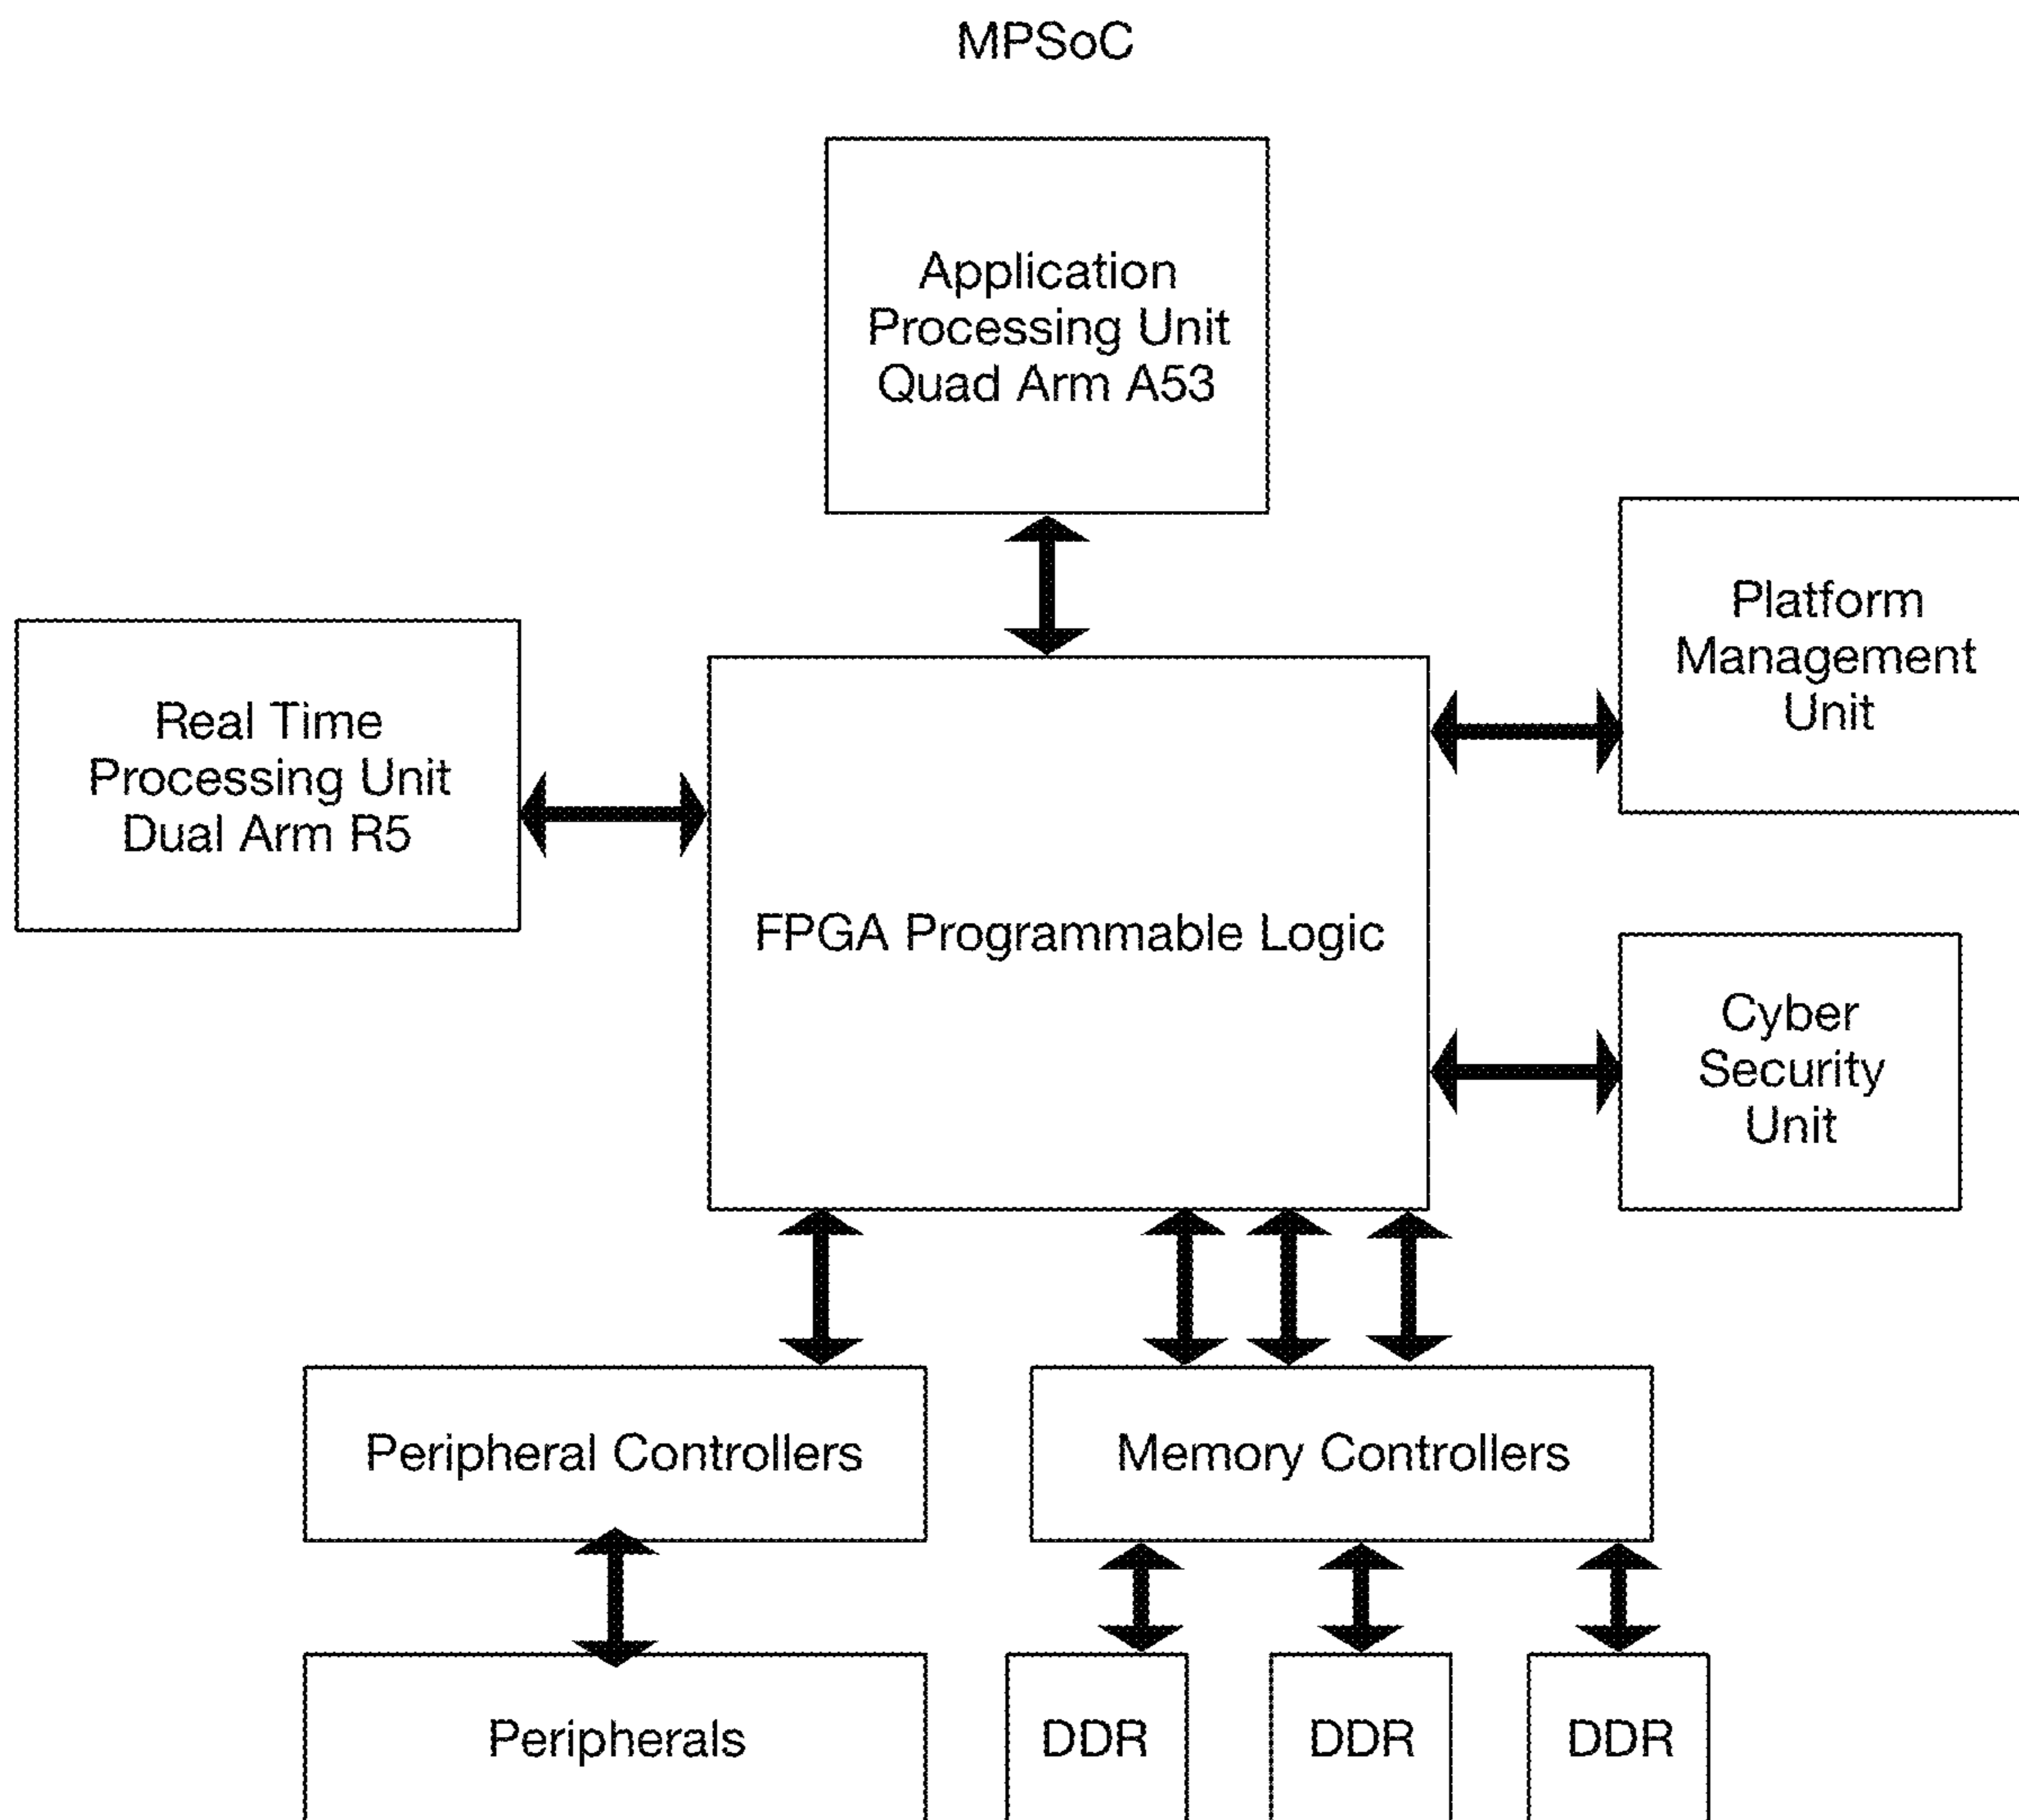 MPSoC
Application
Processing Unit
Quad Arm A53
Platform
Management
Unit
Real Time
Processing Unit
Dual Arm R5
FPGA Programmable Logic
Cyber
Security
Unit
Peripheral Controllers
Memory Controllers
Peripherals
DDR
DDR
DDR